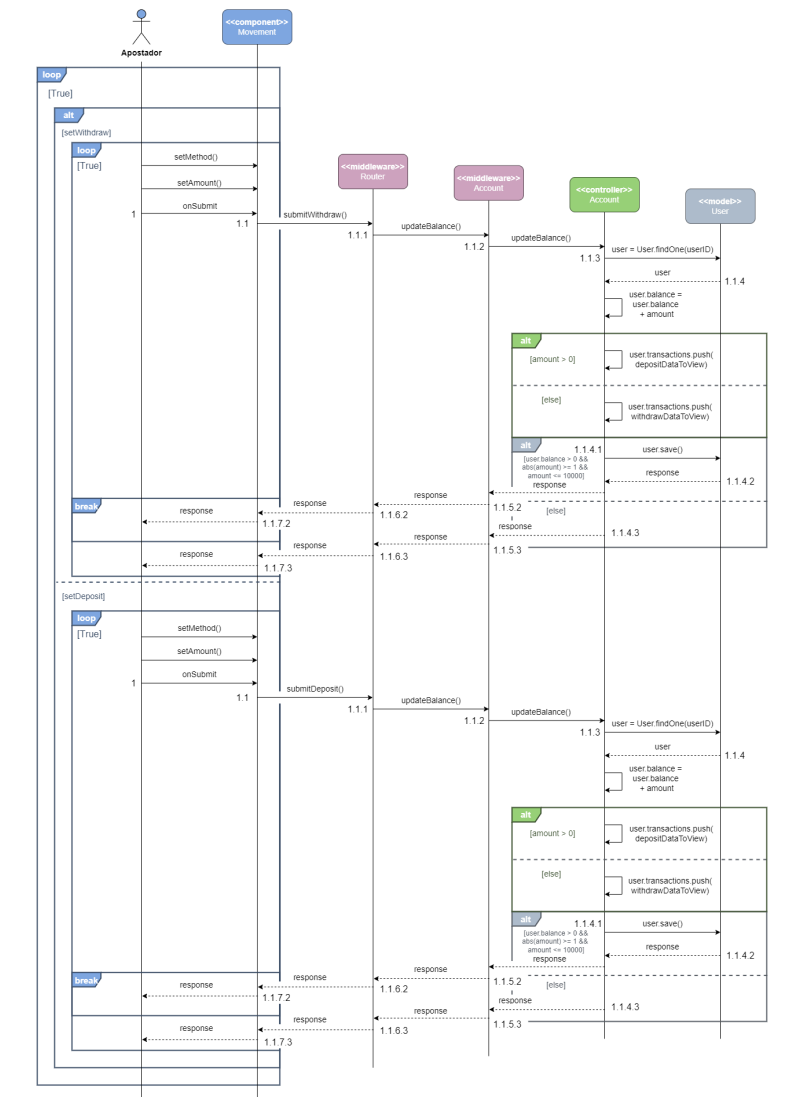 <<component>>
Movement
Apostador
loop
[True]
alt
[setWithdraw]
loop
[True]
setMethod()
<<middleware>>
Router
<<middleware>>
Account
setAmount()
<<controller>>
Account
<<model>>
User
onSubmit
1
1.1
submitWithdraw()
1.1.1
updateBalance()
1.1.2
updateBalance()
1.1.3
user = User.findOne(userID)
user
1.1.4
user.balance =
user.balance
+ amount
alt
[amount > 0]
user.transactions.push(
depositDataToView)
[else]
user.transactions.push(
withdrawDataToView)
alt
1.1.4.1
user.save()
[user.balance > 0 &&
abs(amount) >= 1 &&
amount <= 10000]
response
1.1.4.2
response
response
1.1.5.2
break
response
1.1.6.2
response
1.1.7.2
[else]
response
1.1.4.3
response
1.1.5.3
response
1.1.6.3
response
1.1.7.3
[setDeposit]
loop
[True]
setMethod()
setAmount()
onSubmit
1
1.1
submitDeposit()
1.1.1
updateBalance()
1.1.2
updateBalance()
1.1.3
user = User.findOne(userID)
user
1.1.4
user.balance =
user.balance
+ amount
alt
[amount > 0]
user.transactions.push(
depositDataToView)
[else]
user.transactions.push(
withdrawDataToView)
alt
1.1.4.1
user.save()
[user.balance > 0 &&
abs(amount) >= 1 &&
amount <= 10000]
response
1.1.4.2
response
response
1.1.5.2
break
response
1.1.6.2
response
1.1.7.2
[else]
response
1.1.4.3
response
1.1.5.3
response
1.1.6.3
response
1.1.7.3